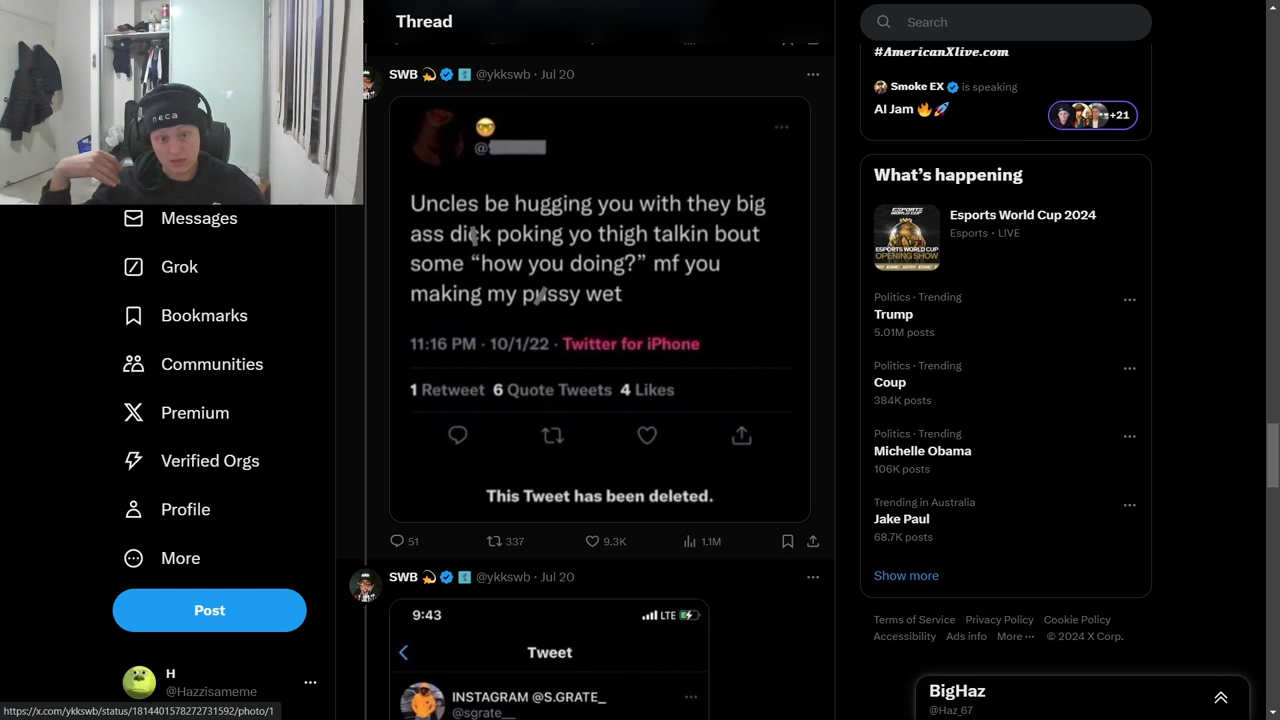 neca
Thread
Search
#AmericanXlive.com
Smoke EX is speaking
AI Jam 🔥🚀
+21
Messages
Grok
Bookmarks
Communities
Premium
Verified Orgs
Profile
More
Post
H
@Hazzisameme
SWB 💫 @ykkswb · Jul 20
@
Uncles be hugging you with they big
ass dick poking yo thigh talkin bout
some “how you doing?” mf you
making my pussy wet
11:16 PM · 10/1/22 · Twitter for iPhone
1 Retweet 6 Quote Tweets 4 Likes
This Tweet has been deleted.
51 337 9.3K 1.1M
SWB 💫 @ykkswb · Jul 20
9:43
LTE
Tweet
INSTAGRAM @S.GRATE_
@sgrate__
What’s happening
ESPORTS
WORLD CUP
OPENING SHOW
Esports World Cup 2024
Esports · LIVE
Politics · Trending
Trump
5.01M posts
Politics · Trending
Coup
384K posts
Politics · Trending
Michelle Obama
106K posts
Trending in Australia
Jake Paul
68.7K posts
Show more
Terms of Service Privacy Policy Cookie Policy
Accessibility Ads info More ··· © 2024 X Corp.
BigHaz
@Haz_67
https://x.com/ykkswb/status/1814401578272731592/photo/1